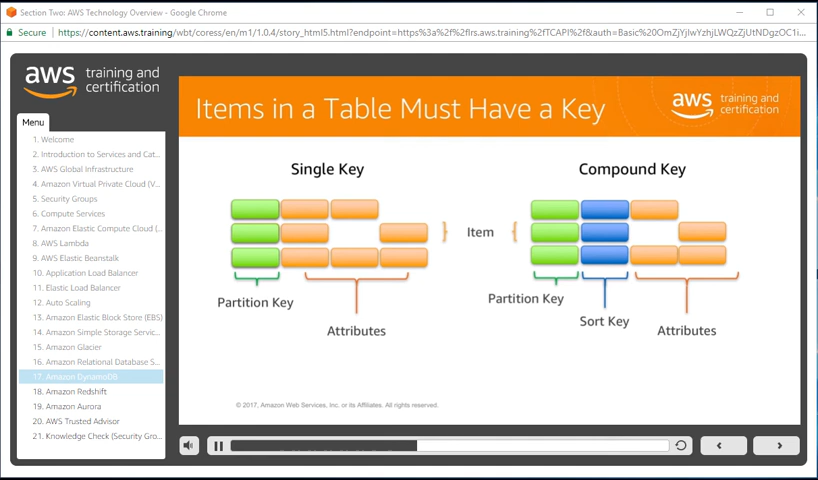 Section Two: AWS Technology Overview - Google Chrome
Secure
aws training and certification
Menu
1. Welcome
2. Introduction to Services and Cat...
3. AWS Global Infrastructure
4. Amazon Virtual Private Cloud (V...
5. Security Groups
6. Compute Services
7. Amazon Elastic Compute Cloud (...
8. AWS Lambda
9. AWS Elastic Beanstalk
10. Application Load Balancer
11. Elastic Load Balancer
12. Auto Scaling
13. Amazon Elastic Block Store (EBS)
14. Amazon Simple Storage Servic...
15. Amazon Glacier
16. Amazon Relational Database S...
17. Amazon DynamoDB
18. Amazon Redshift
19. Amazon Aurora
20. AWS Trusted Advisor
21. Knowledge Check (Security Gro...
Items in a Table Must Have a Key
aws training and certification
Single Key
Compound Key
Item
Partition Key
Attributes
Partition Key
Sort Key
Attributes
© 2017, Amazon Web Services, Inc. or its Affiliates. All rights reserved.